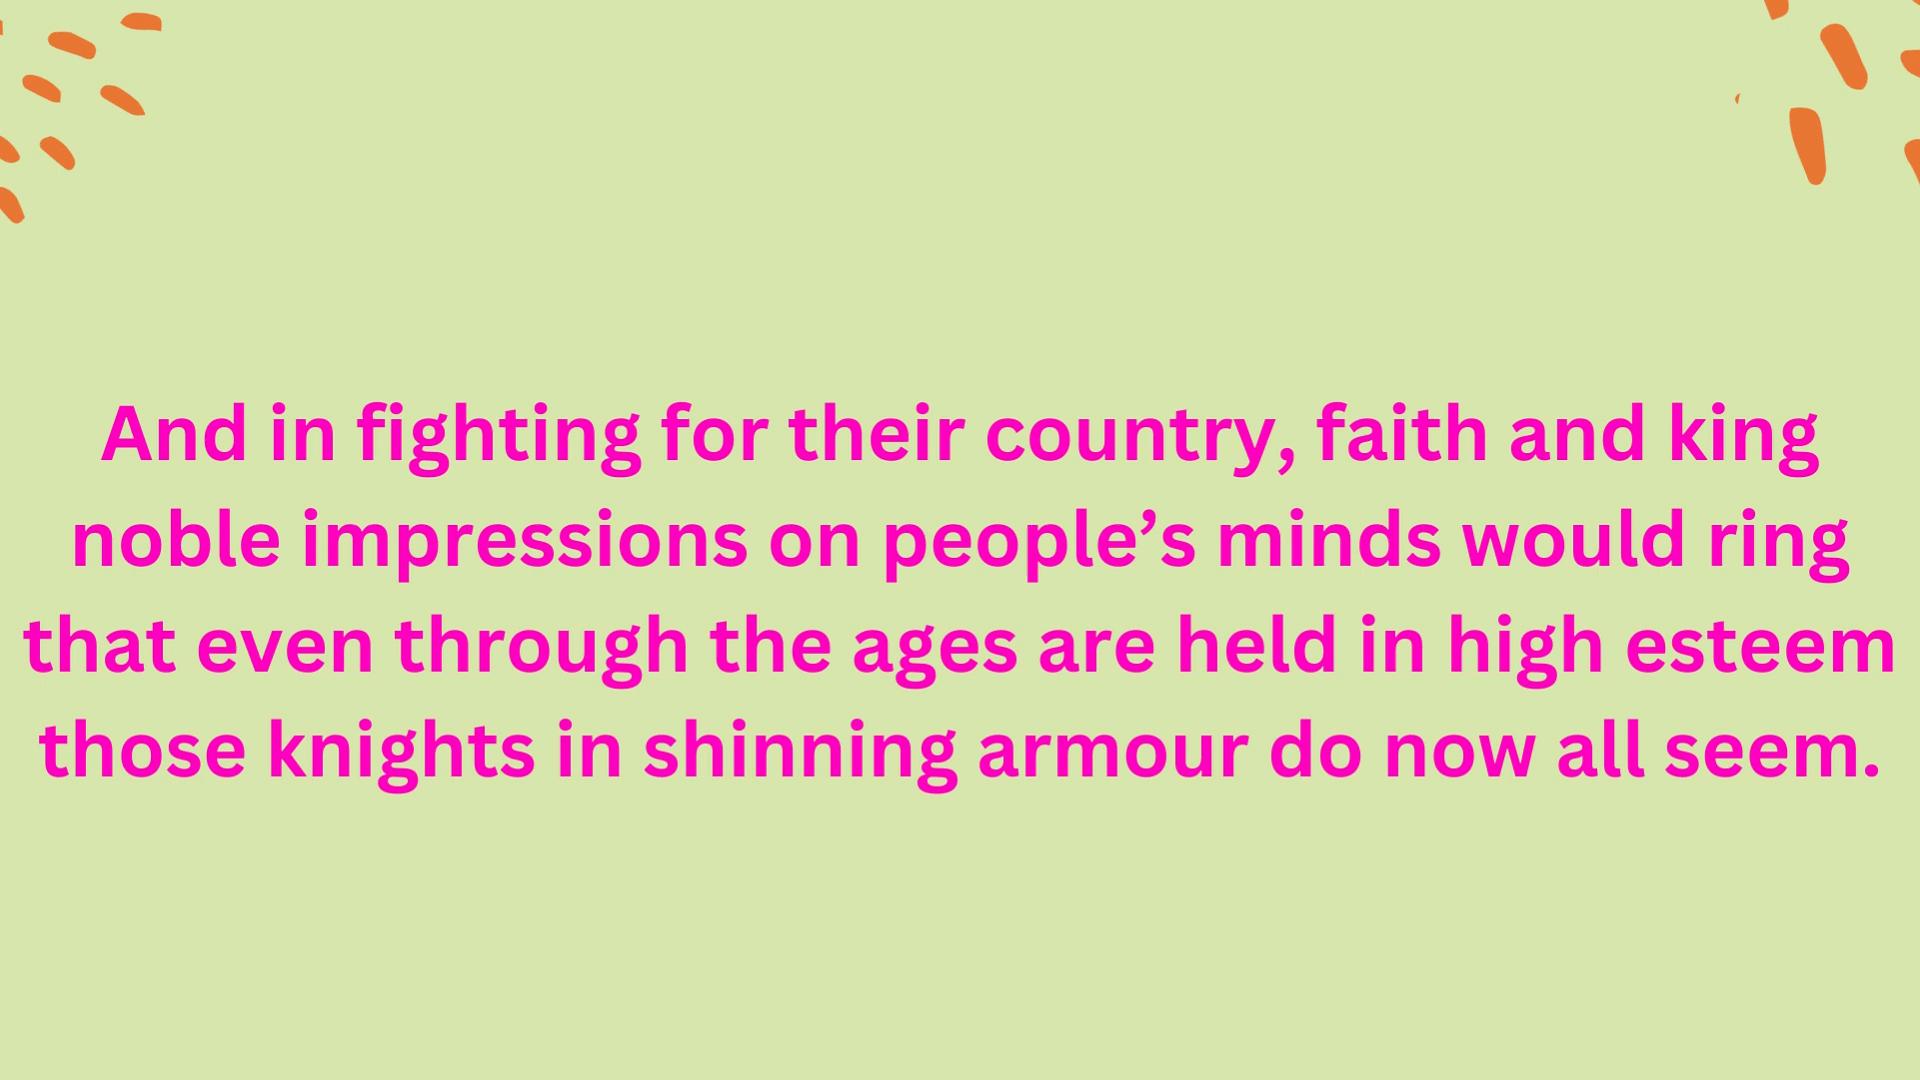 And in fighting for their country, faith and king
noble impressions on people’s minds would ring
that even through the ages are held in high esteem
those knights in shinning armour do now all seem.